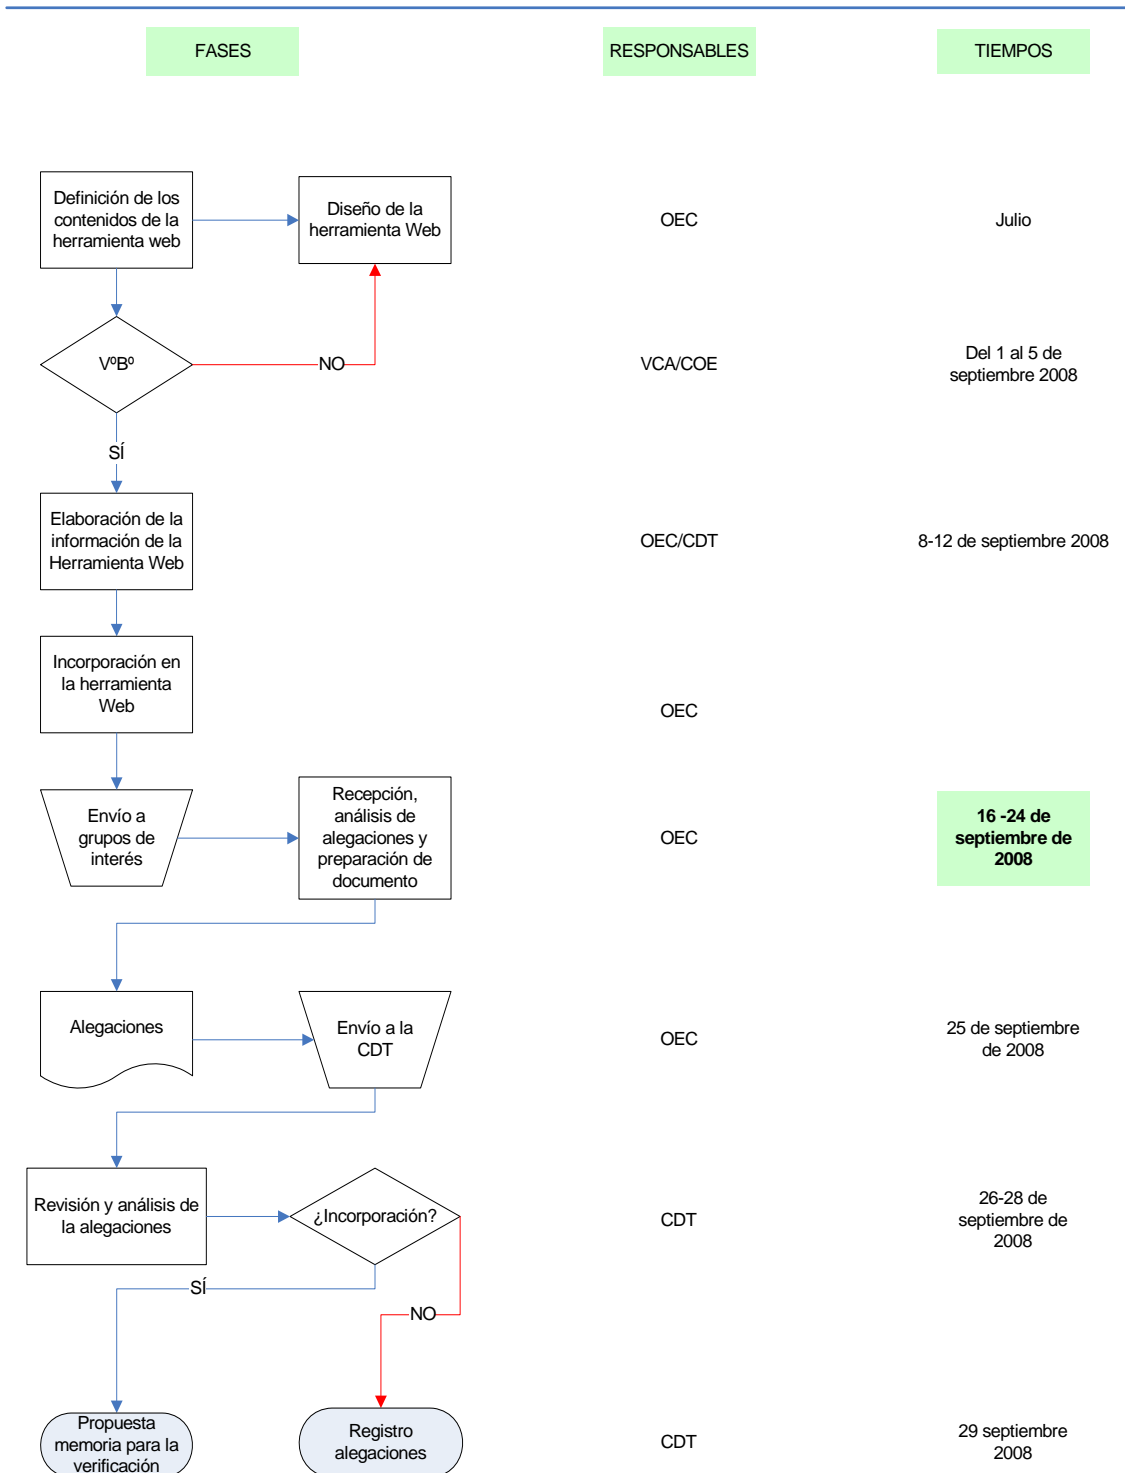 FASES
RESPONSABLES
TIEMPOS
Definición de los
contenidos de la
herramienta web
Diseño de la
herramienta Web
OEC
Julio
VºBº
NO
VCA/COE
Del 1 al 5 de
septiembre 2008
SÍ
Elaboración de la
información de la
Herramienta Web
OEC/CDT
8-12 de septiembre 2008
Incorporación en
la herramienta
Web
OEC
Envío a
grupos de
interés
Recepción,
análisis de
alegaciones y
preparación de
documento
OEC
16 -24 de
septiembre de
2008
Alegaciones
Envío a la
CDT
OEC
25 de septiembre
de 2008
Revisión y análisis de
la alegaciones
¿Incorporación?
CDT
26-28 de
septiembre de
2008
SÍ
NO
Propuesta
memoria para la
verificación
Registro
alegaciones
CDT
29 septiembre
2008